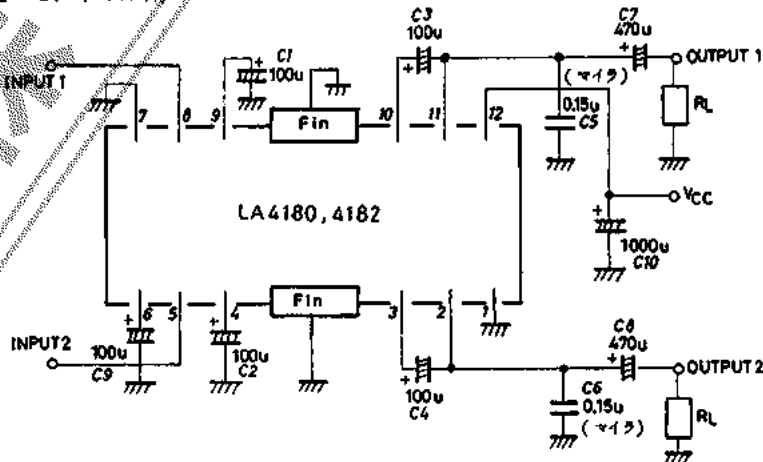 C3
100u
C7
470u
OUTPUT 1
INPUT 1
C1
100u
(マイラ)
0.15u
C5
RL
7
8
9
Fin
10
11
12
LA4180, 4182
VCC
1000u
C10
6
5
4
Fin
3
2
1
INPUT2
100u
C9
100u
C2
100u
C4
C8
470u
OUTPUT 2
C6
0.15u
(マイラ)
RL